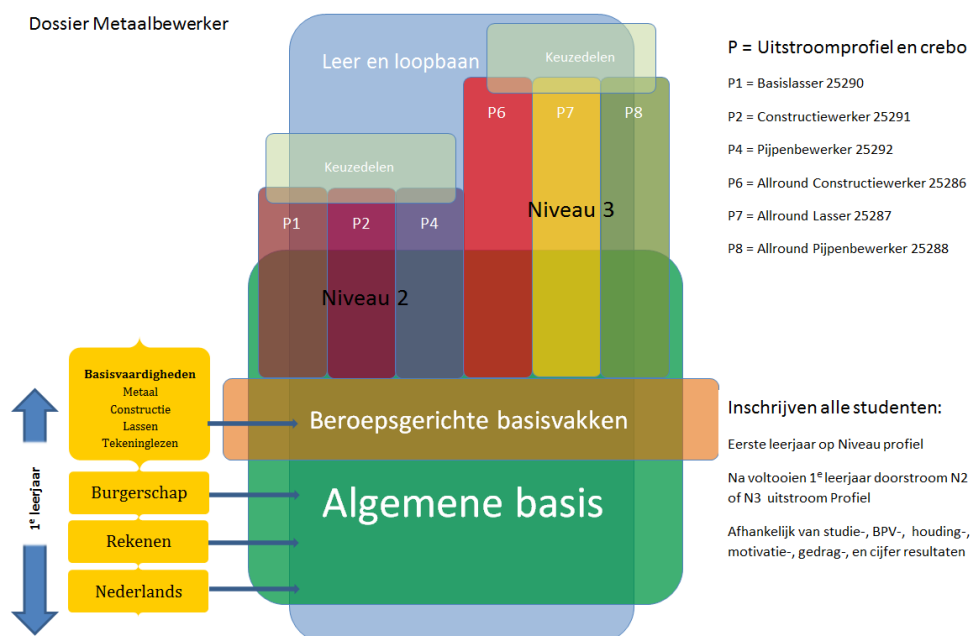 Dossier Metaalbewerker
Leer en loopbaan
Keuzedelen
P6
P7
P8
Keuzedelen
P1
P2
P4
Niveau 3
Niveau 2
Basisvaardigheden
Metaal
Constructie
Lassen
Tekeninglezen
Beroepsgerichte basisvakken
1e leerjaar
Burgerschap
Rekenen
Nederlands
Algemene basis
P = Uitstroomprofiel en crebo
P1 = Basislasser 25290
P2 = Constructiewerker 25291
P4 = Pijpenbewerker 25292
P6 = Allround Constructiewerker 25286
P7 = Allround Lasser 25287
P8 = Allround Pijpenbewerker 25288
Inschrijven alle studenten:
Eerste leerjaar op Niveau profiel
Na voltooien 1e leerjaar doorstroom N2
of N3 uitstroom Profiel
Afhankelijk van studie-, BPV-, houding-,
motivatie-, gedrag-, en cijfer resultaten